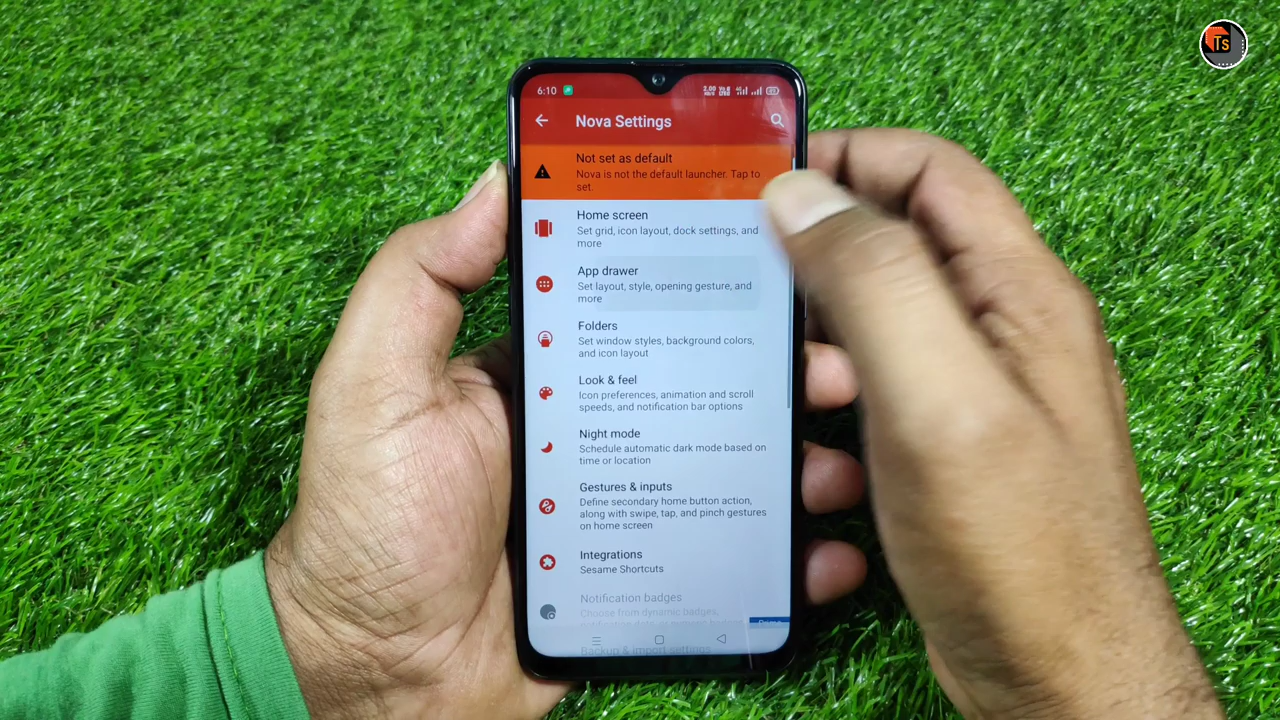 Ts
6:10
Nova Settings
Not set as default
Nova is not the default launcher. Tap to
set.
Home screen
Set grid, icon layout, dock settings, and
more
App drawer
Set layout, style, opening gesture, and
more
Folders
Set window styles, background colors,
and icon layout
Look & feel
Icon preferences, animation and scroll
speeds, and notification bar options
Night mode
Schedule automatic dark mode based on
time or location
Gestures & inputs
Define secondary home button action,
along with swipe, tap, and pinch gestures
on home screen
Integrations
Sesame Shortcuts
Notification badges
Choose from dynamic badges,
Prime
Backup & import settings